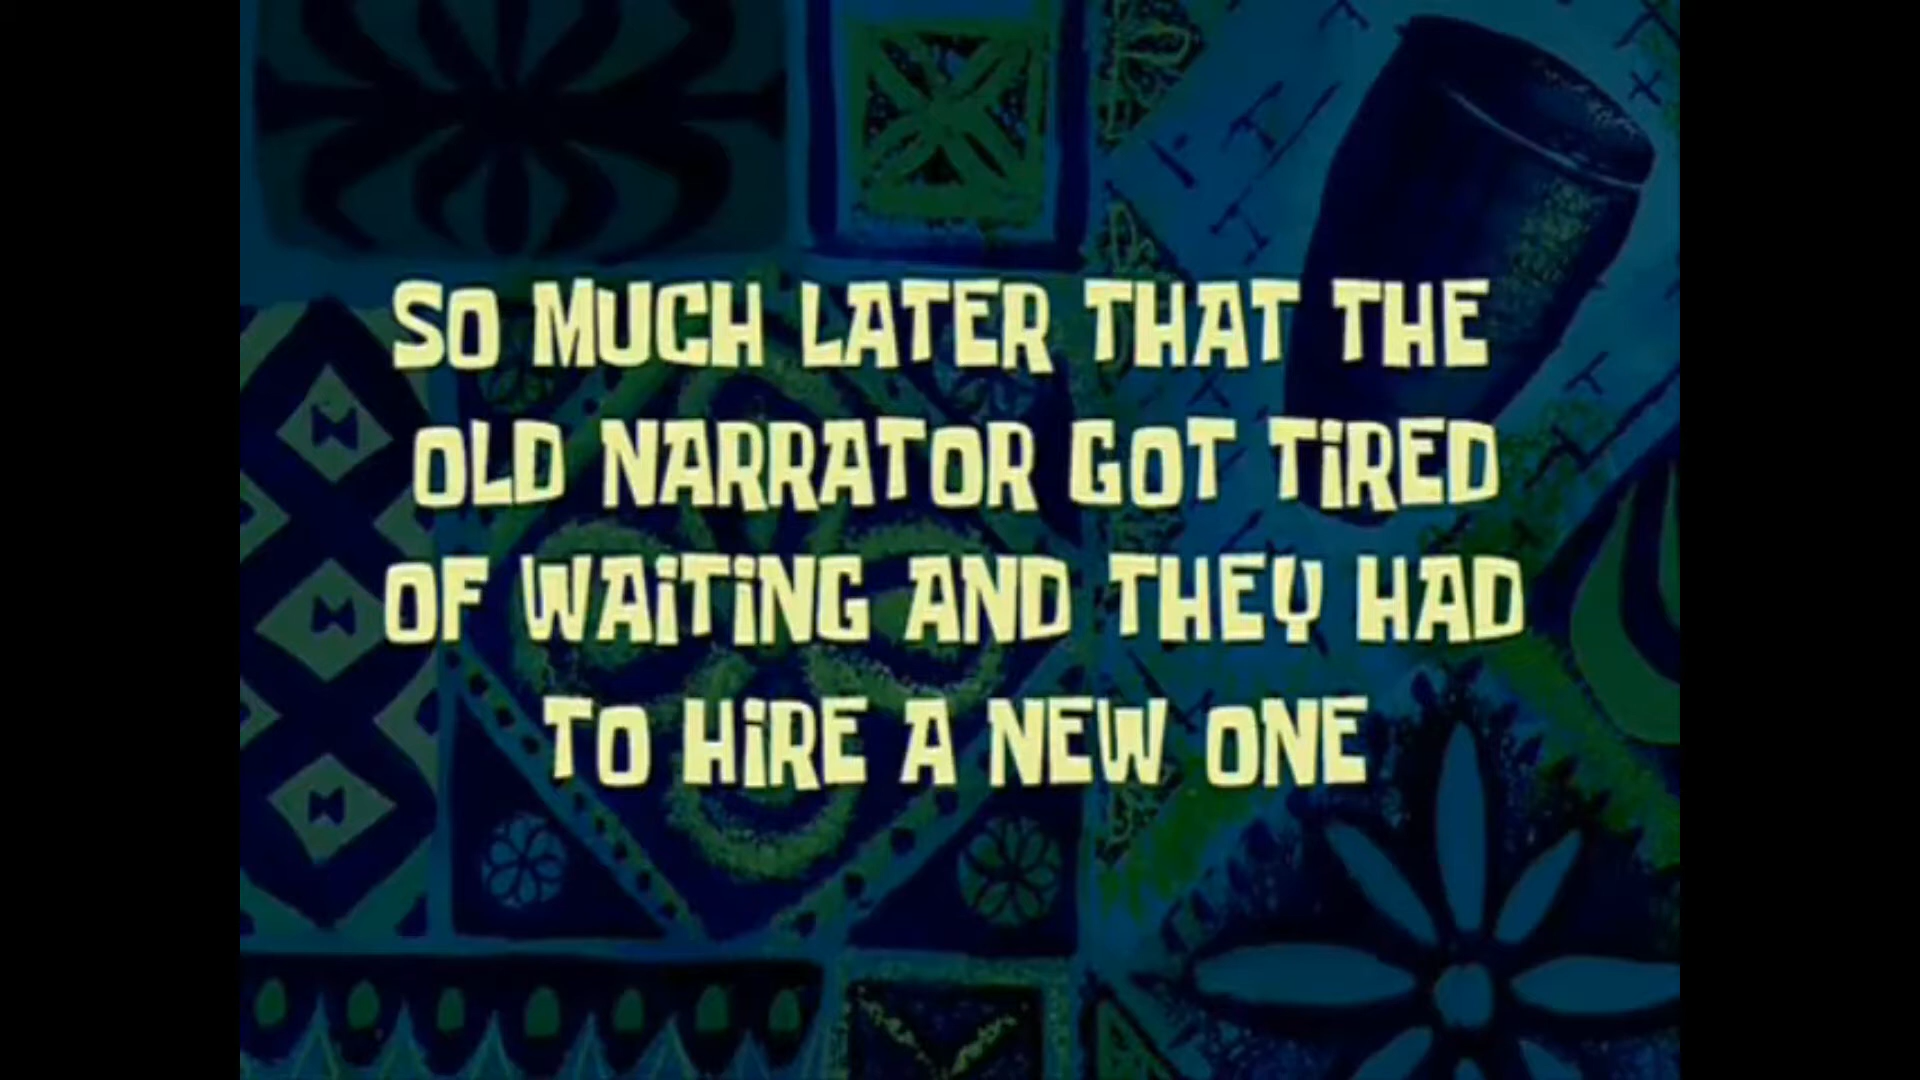 SO MUCH LATER THAT THE
OLD NARRATOR GOT TiRED
OF WAiTiNG AND THEY HAD
TO HiRE A NEW ONE